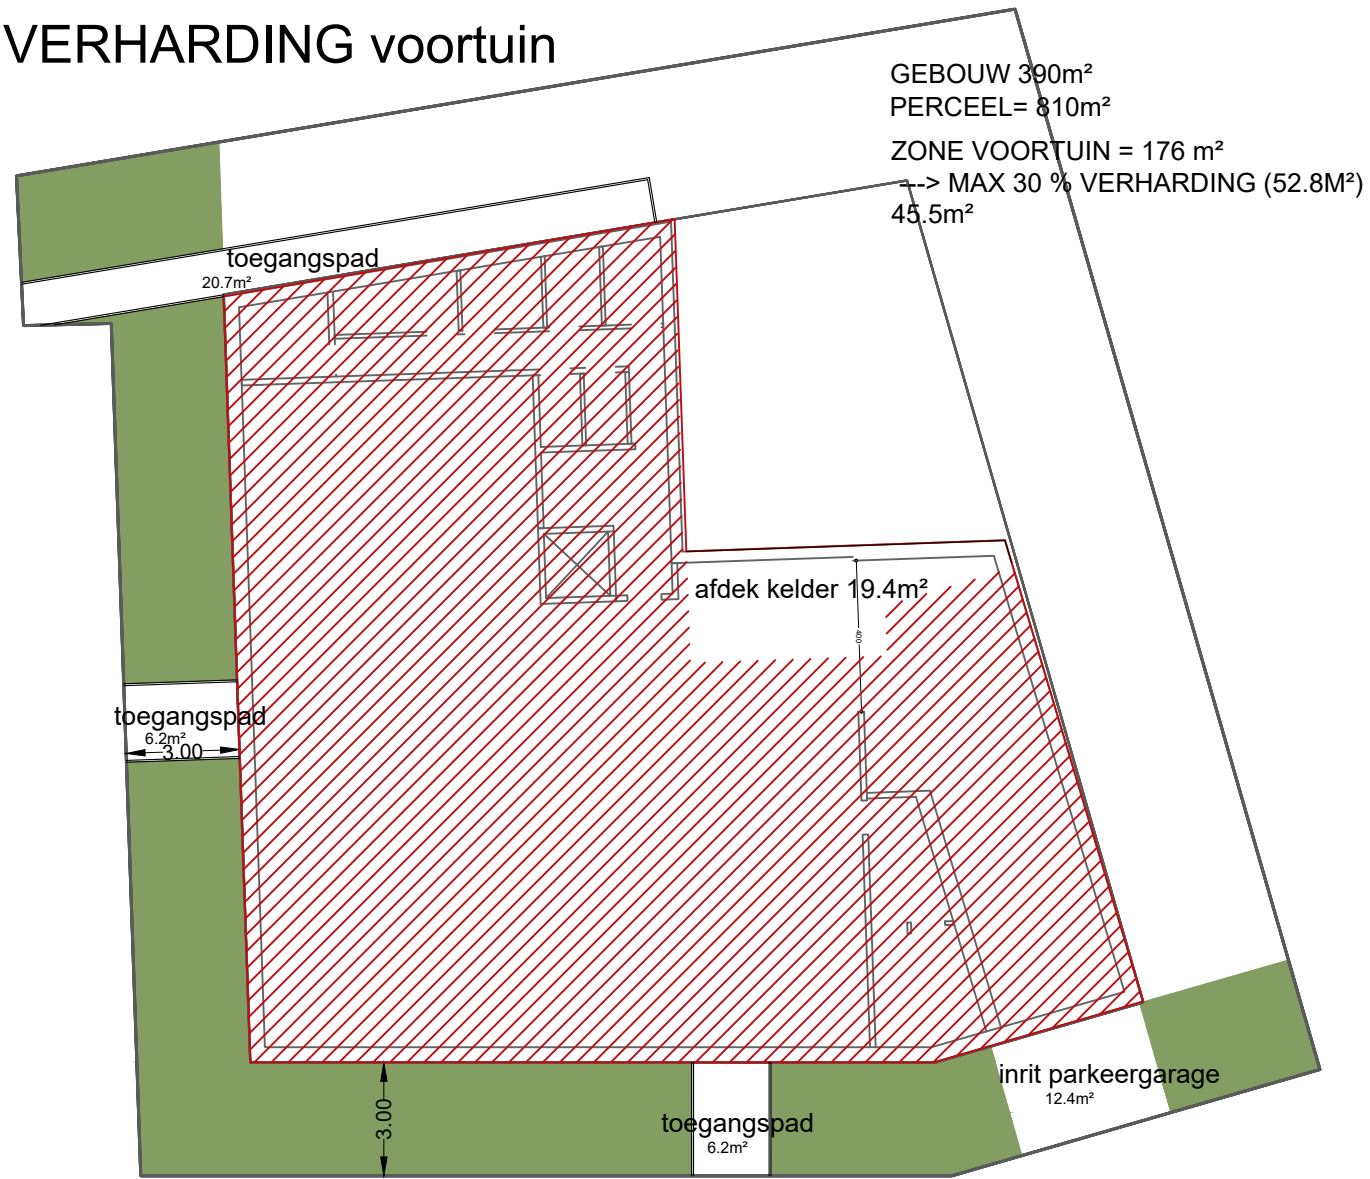 VERHARDING voortuin
GEBOUW 390m²
PERCEEL= 810m²
ZONE VOORTUIN = 176 m²
---> MAX 30 % VERHARDING (52.8M²)
45.5m²
toegangspad
20.7m²
afdek kelder 19.4m²
400
toegangspad
6.2m²
3.00
inrit parkeergarage
12.4m²
3.00
toegangspad
6.2m²